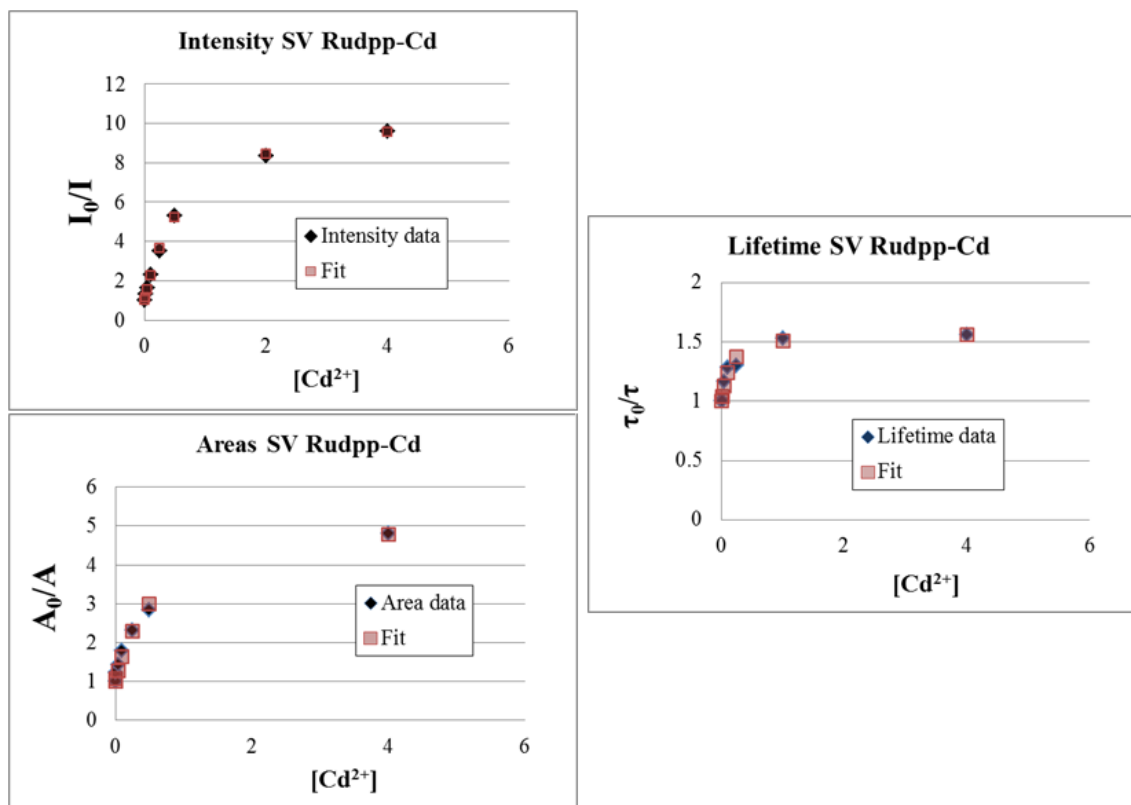 Intensity SV Rudpp-Cd
12
10
8
6
4
2
0
I₀/I
Intensity data
Fit
0 2 4 6
[Cd²⁺]
Areas SV Rudpp-Cd
6
5
4
3
2
1
0
A₀/A
Area data
Fit
0 2 4 6
[Cd²⁺]
Lifetime SV Rudpp-Cd
2
1.5
1
0.5
0
τ₀/τ
Lifetime data
Fit
0 2 4 6
[Cd²⁺]